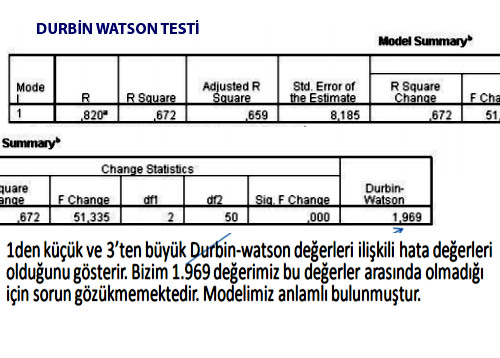 DURBİN WATSON TESTİ
Model Summaryᵇ
R Square F Cha
Mode Adjusted R Std. Error of
l R R Square Square the Estimate Change
1 ,820ᵃ ,672 ,659 8,185 ,672 51,
Summaryᵇ
Change Statistics
quare Durbin-
ange F Change df1 df2 Sig. F Change Watson
,672 51,335 2 50 ,000 1,969
1den küçük ve 3'ten büyük Durbin-watson değerleri ilişkili hata değerleri
olduğunu gösterir. Bizim 1.969 değerimiz bu değerler arasında olmadığı
için sorun gözükmemektedir. Modelimiz anlamlı bulunmuştur.